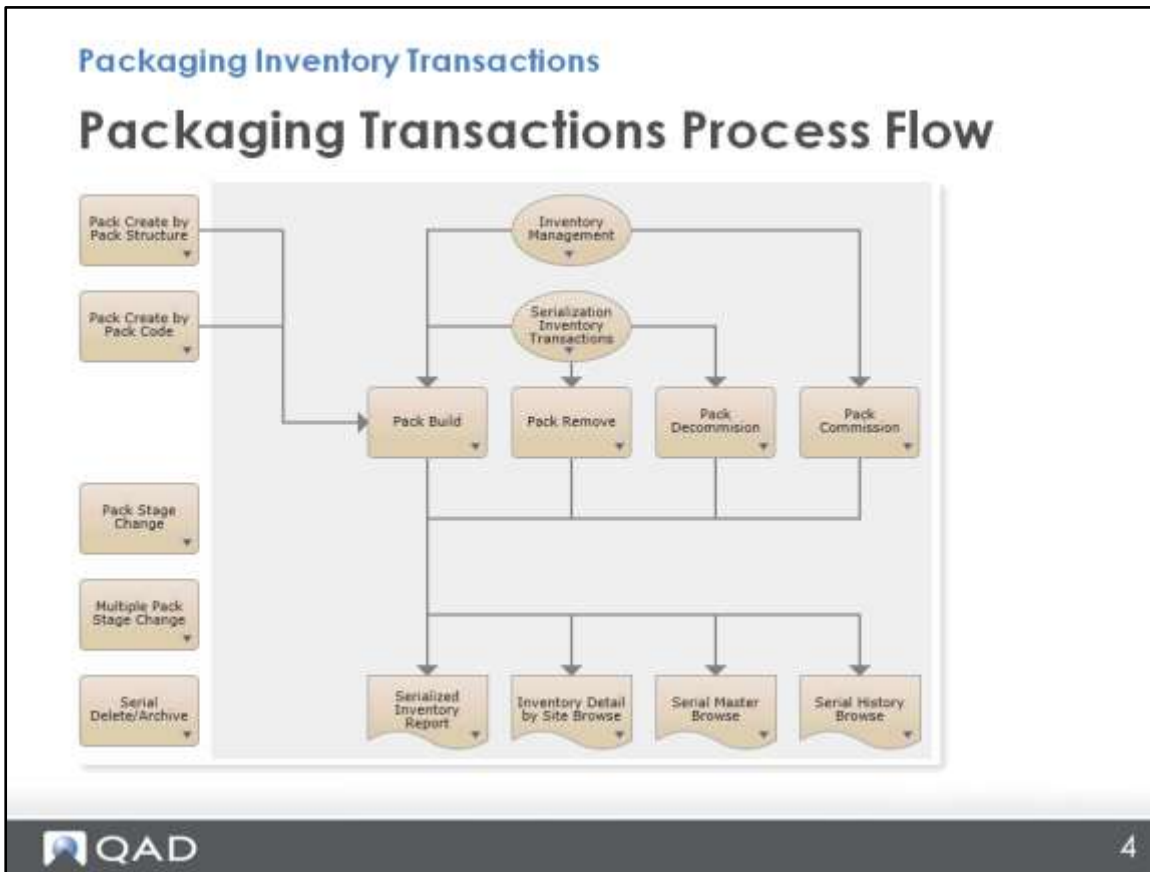 Packaging Inventory Transactions
Packaging Transactions Process Flow
Pack Create by
Pack Structure
Inventory
Management
Pack Create by
Pack Code
Serialization
Inventory
Transactions
Pack Build
Pack Remove
Pack
Decommision
Pack
Commission
Pack Stage
Change
Multiple Pack
Stage Change
Serial
Delete/Archive
Serialized
Inventory
Report
Inventory Detail
by Site Browse
Serial Master
Browse
Serial History
Browse
QAD
4